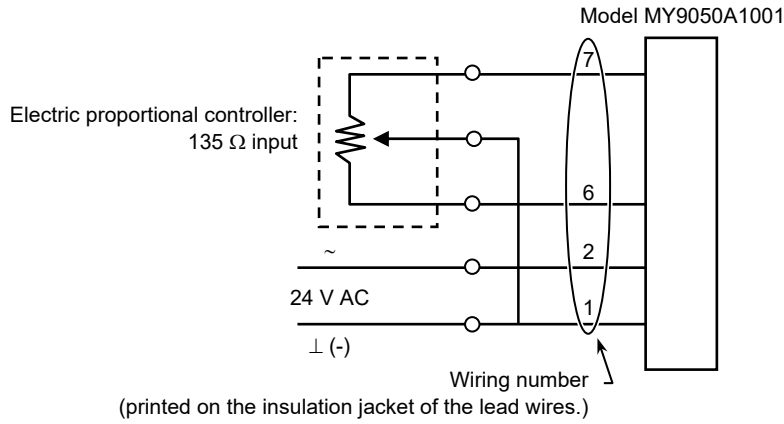 Model MY9050A1001
7
Electric proportional controller:
135 Ω input
6
~
2
24 V AC
1
⊥ (-)
Wiring number
(printed on the insulation jacket of the lead wires.)